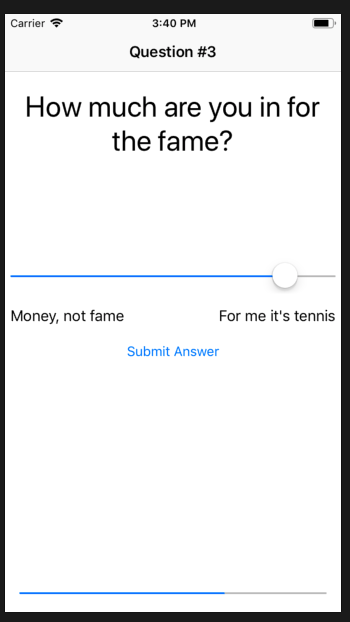 Carrier 3:40 PM
Question #3
How much are you in for
the fame?
Money, not fame For me it's tennis
Submit Answer